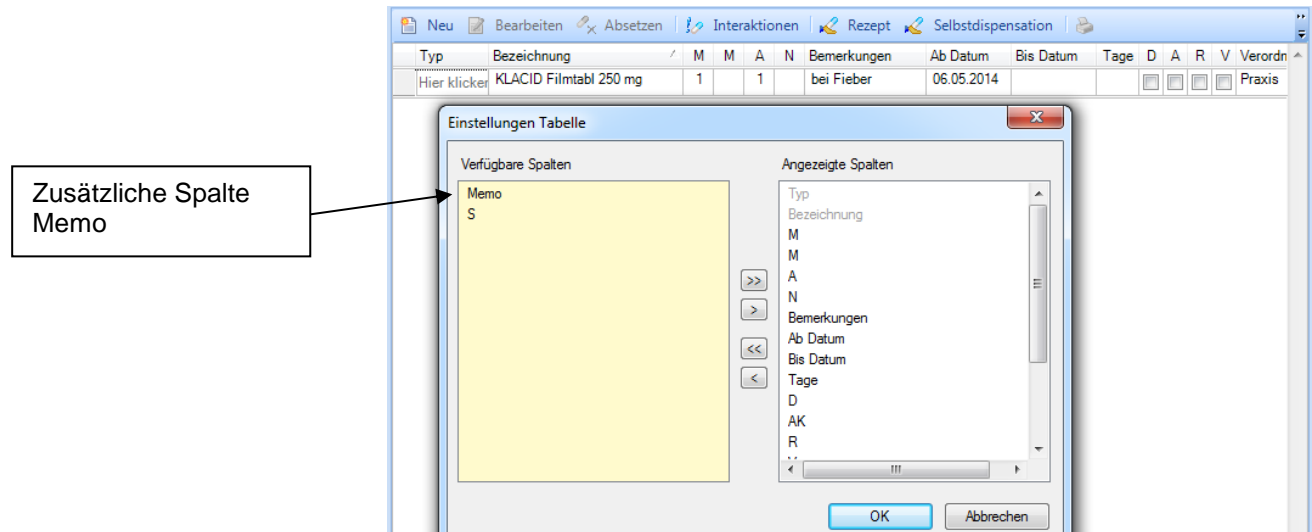 Neu Bearbeiten Absetzen Interaktionen Rezept Selbstdispensation
Typ Bezeichnung M M A N Bemerkungen Ab Datum Bis Datum Tage D A R V Verordn
Hier klicken KLACID Filmtabl 250 mg 1 1 bei Fieber 06.05.2014 Praxis
Einstellungen Tabelle
Verfügbare Spalten
Memo
S
>>
>
<<
<
Angezeigte Spalten
Typ
Bezeichnung
M
M
A
N
Bemerkungen
Ab Datum
Bis Datum
Tage
D
AK
R
OK Abbrechen
Zusätzliche Spalte
Memo